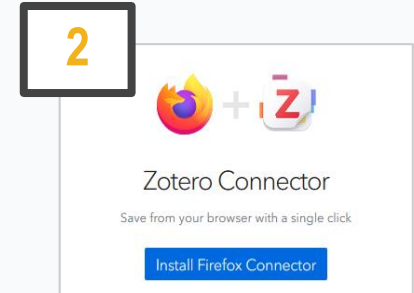 2
Z
Zotero Connector
Save from your browser with a single click
Install Firefox Connector